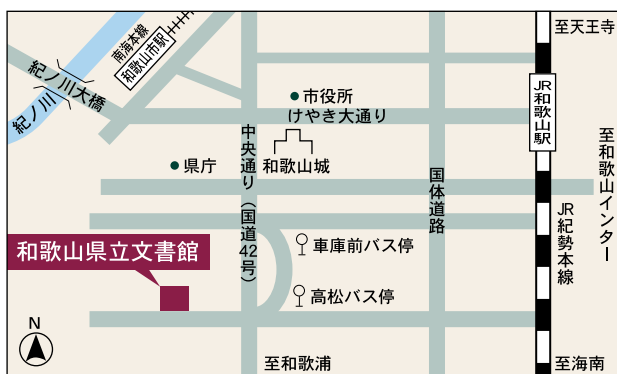 至天王寺
南海本線
和歌山市駅
紀ノ川大橋
紀ノ川
市役所
けやき大通り
JR和歌山駅
中央通り（国道42号）
和歌山城
県庁
国体道路
至和歌山インター
JR紀勢本線
車庫前バス停
和歌山県立文書館
高松バス停
N
至和歌浦
至海南